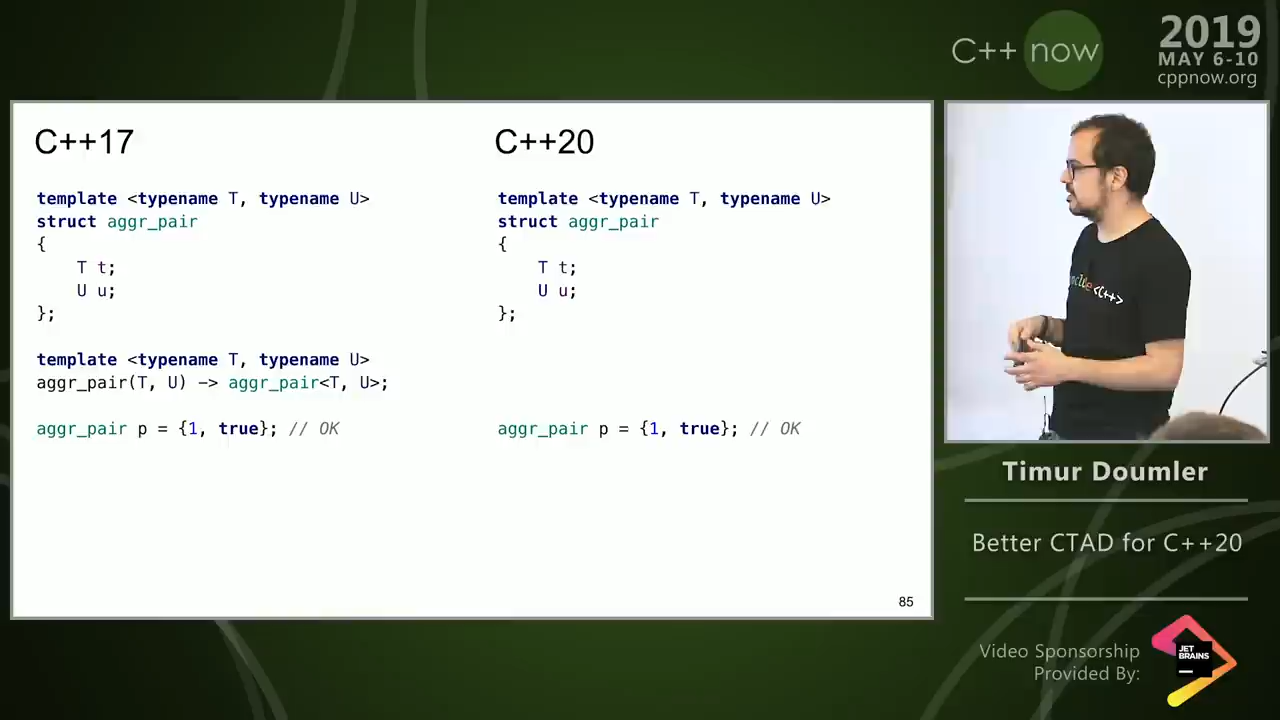 C++ now
2019
MAY 6-10
cppnow.org
C++17
template <typename T, typename U>
struct aggr_pair
{
    T t;
    U u;
};
template <typename T, typename U>
aggr_pair(T, U) -> aggr_pair<T, U>;
aggr_pair p = {1, true}; // OK
C++20
template <typename T, typename U>
struct aggr_pair
{
    T t;
    U u;
};
aggr_pair p = {1, true}; // OK
85
<C++>
Timur Doumler
Better CTAD for C++20
Video Sponsorship
Provided By:
JET
BRAINS